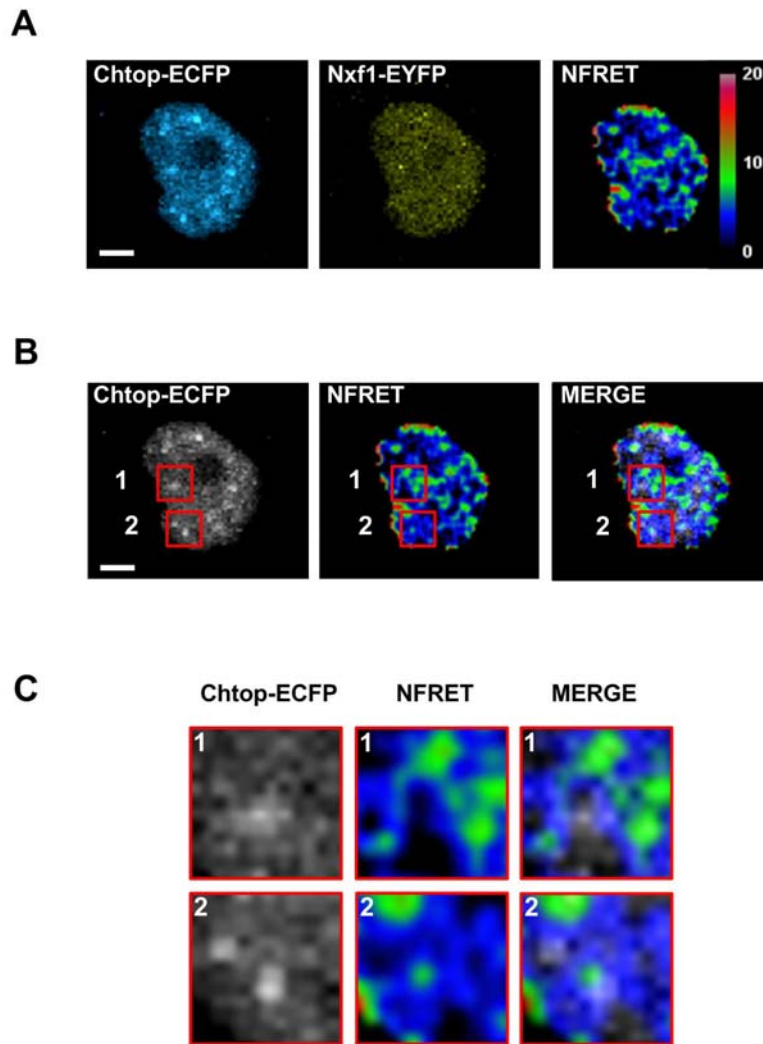 A
Chtop-ECFP Nxf1-EYFP NFRET
20
10
0
B
Chtop-ECFP NFRET MERGE
1 1 1
2 2 2
C
Chtop-ECFP NFRET MERGE
1 1 1
2 2 2